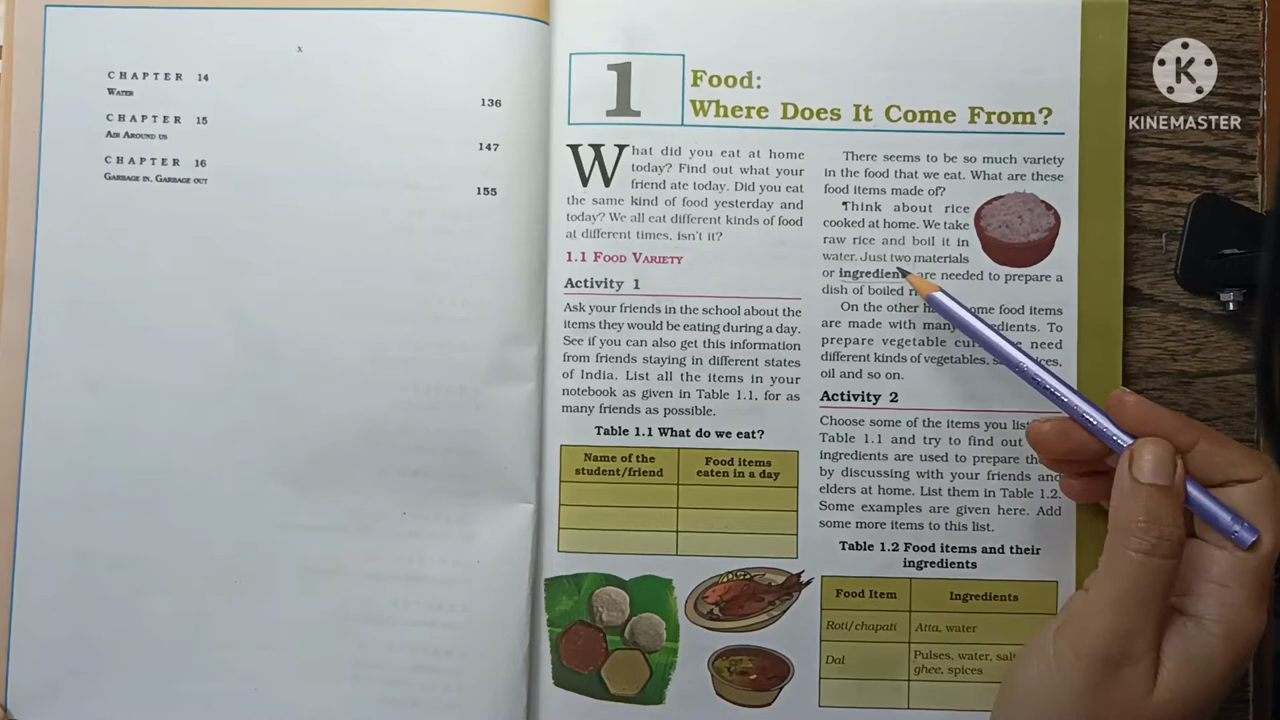 x
CHAPTER 14
WATER
136
CHAPTER 15
AIR AROUND US
147
CHAPTER 16
GARBAGE IN, GARBAGE OUT
155
1
Food:
Where Does It Come From?
What did you eat at home
today? Find out what your
friend ate today. Did you eat
the same kind of food yesterday and
today? We all eat different kinds of food
at different times, isn't it?
1.1 FOOD VARIETY
Activity 1
Ask your friends in the school about the
items they would be eating during a day.
See if you can also get this information
from friends staying in different states
of India. List all the items in your
notebook as given in Table 1.1, for as
many friends as possible.
Table 1.1 What do we eat?
Name of the
student/friend
Food items
eaten in a day
There seems to be so much variety
in the food that we eat. What are these
food items made of?
Think about rice
cooked at home. We take
raw rice and boil it in
water. Just two materials
or ingredien are needed to prepare a
dish of boiled
On the other ome food items
are made with many edients. To
prepare vegetable need
different kinds of vegetables,
oil and so on.
Activity 2
Choose some of the items you
Table 1.1 and try to find out
ingredients are used to prepare
by discussing with your friends and
elders at home. List them in Table 1.2.
Some examples are given here. Add
some more items to this list.
Table 1.2 Food items and their
ingredients
Food Item
Ingredients
Roti/chapati
Atta, water
Dal
Pulses, water,
ghee, spices
KINEMASTER